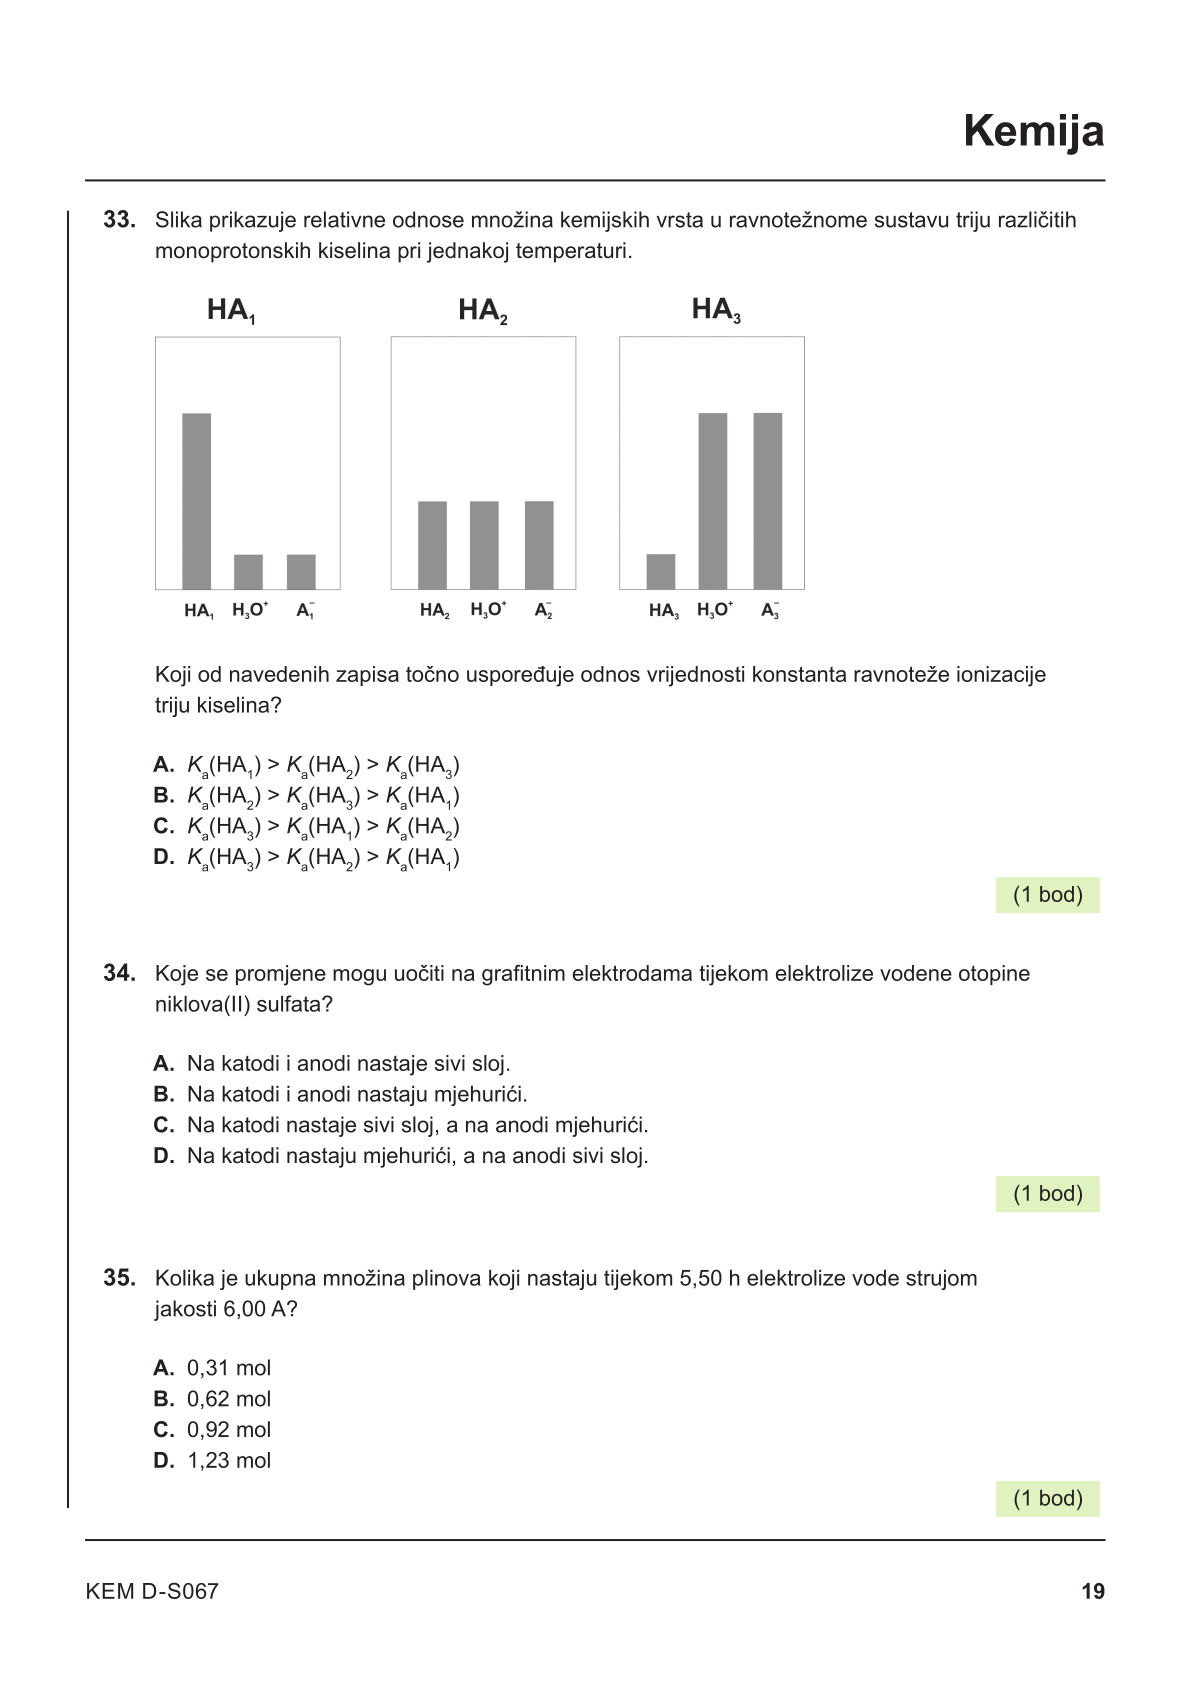 Kemija
33. Slika prikazuje relativne odnose množina kemijskih vrsta u ravnotežnome sustavu triju različitih
monoprotonskih kiselina pri jednakoj temperaturi.
HA₁ HA₂ HA₃
HA₁ H₃O⁺ A₁⁻ HA₂ H₃O⁺ A₂⁻ HA₃ H₃O⁺ A₃⁻
Koji od navedenih zapisa točno uspoređuje odnos vrijednosti konstanta ravnoteže ionizacije
triju kiselina?
A. Kₐ(HA₁) > Kₐ(HA₂) > Kₐ(HA₃)
B. Kₐ(HA₂) > Kₐ(HA₃) > Kₐ(HA₁)
C. Kₐ(HA₃) > Kₐ(HA₁) > Kₐ(HA₂)
D. Kₐ(HA₃) > Kₐ(HA₂) > Kₐ(HA₁)
(1 bod)
34. Koje se promjene mogu uočiti na grafitnim elektrodama tijekom elektrolize vodene otopine
niklova(II) sulfata?
A. Na katodi i anodi nastaje sivi sloj.
B. Na katodi i anodi nastaju mjehurići.
C. Na katodi nastaje sivi sloj, a na anodi mjehurići.
D. Na katodi nastaju mjehurići, a na anodi sivi sloj.
(1 bod)
35. Kolika je ukupna množina plinova koji nastaju tijekom 5,50 h elektrolize vode strujom
jakosti 6,00 A?
A. 0,31 mol
B. 0,62 mol
C. 0,92 mol
D. 1,23 mol
(1 bod)
KEM D-S067 19